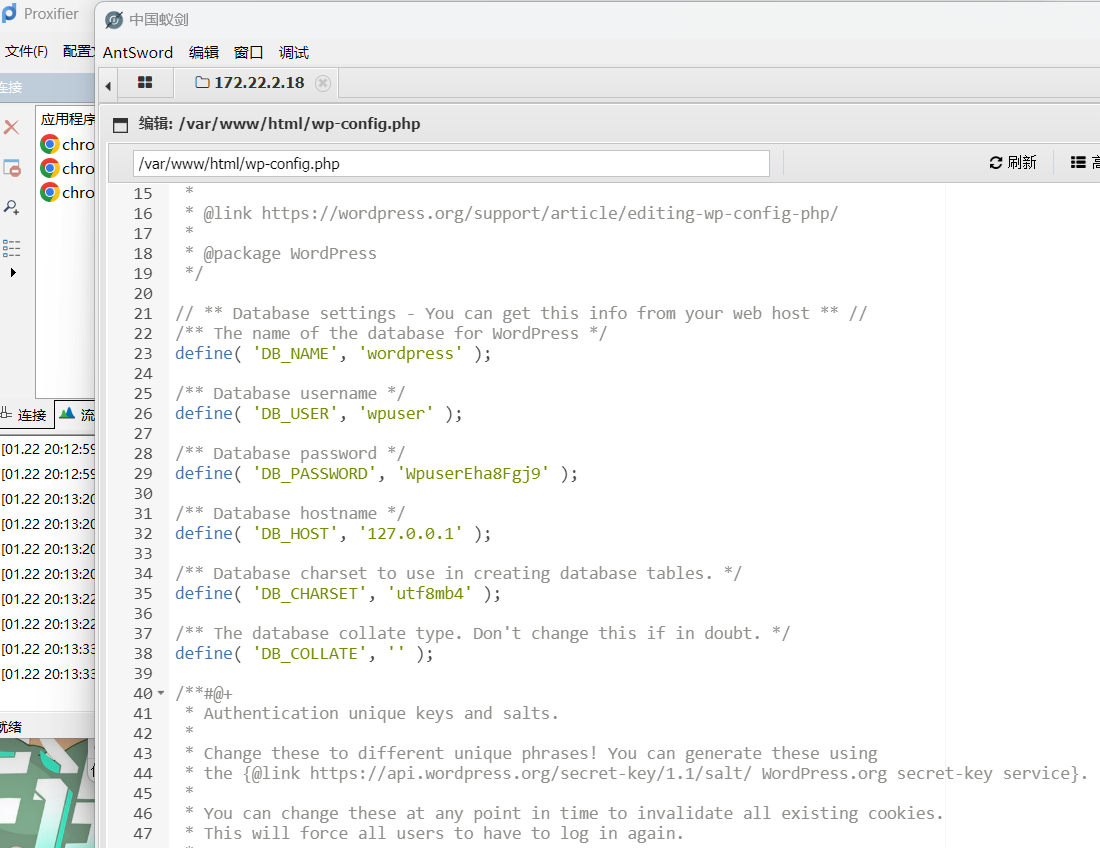 Proxifier
文件(F) 配置
连接
应用程序
chro
chro
chro
连接 流
[01.22 20:12:59
[01.22 20:12:59
[01.22 20:13:20
[01.22 20:13:20
[01.22 20:13:20
[01.22 20:13:20
[01.22 20:13:22
[01.22 20:13:22
[01.22 20:13:33
[01.22 20:13:33
就绪
中国蚁剑
AntSword 编辑 窗口 调试
172.22.2.18
编辑: /var/www/html/wp-config.php
/var/www/html/wp-config.php 刷新 高
15 *
16 * @link https://wordpress.org/support/article/editing-wp-config-php/
17 *
18 * @package WordPress
19 */
20
21 // ** Database settings - You can get this info from your web host ** //
22 /** The name of the database for WordPress */
23 define( 'DB_NAME', 'wordpress' );
24
25 /** Database username */
26 define( 'DB_USER', 'wpuser' );
27
28 /** Database password */
29 define( 'DB_PASSWORD', 'WpuserEha8Fgj9' );
30
31 /** Database hostname */
32 define( 'DB_HOST', '127.0.0.1' );
33
34 /** Database charset to use in creating database tables. */
35 define( 'DB_CHARSET', 'utf8mb4' );
36
37 /** The database collate type. Don't change this if in doubt. */
38 define( 'DB_COLLATE', '' );
39
40 /**#@+
41 * Authentication unique keys and salts.
42 *
43 * Change these to different unique phrases! You can generate these using
44 * the {@link https://api.wordpress.org/secret-key/1.1/salt/ WordPress.org secret-key service}.
45 *
46 * You can change these at any point in time to invalidate all existing cookies.
47 * This will force all users to have to log in again.